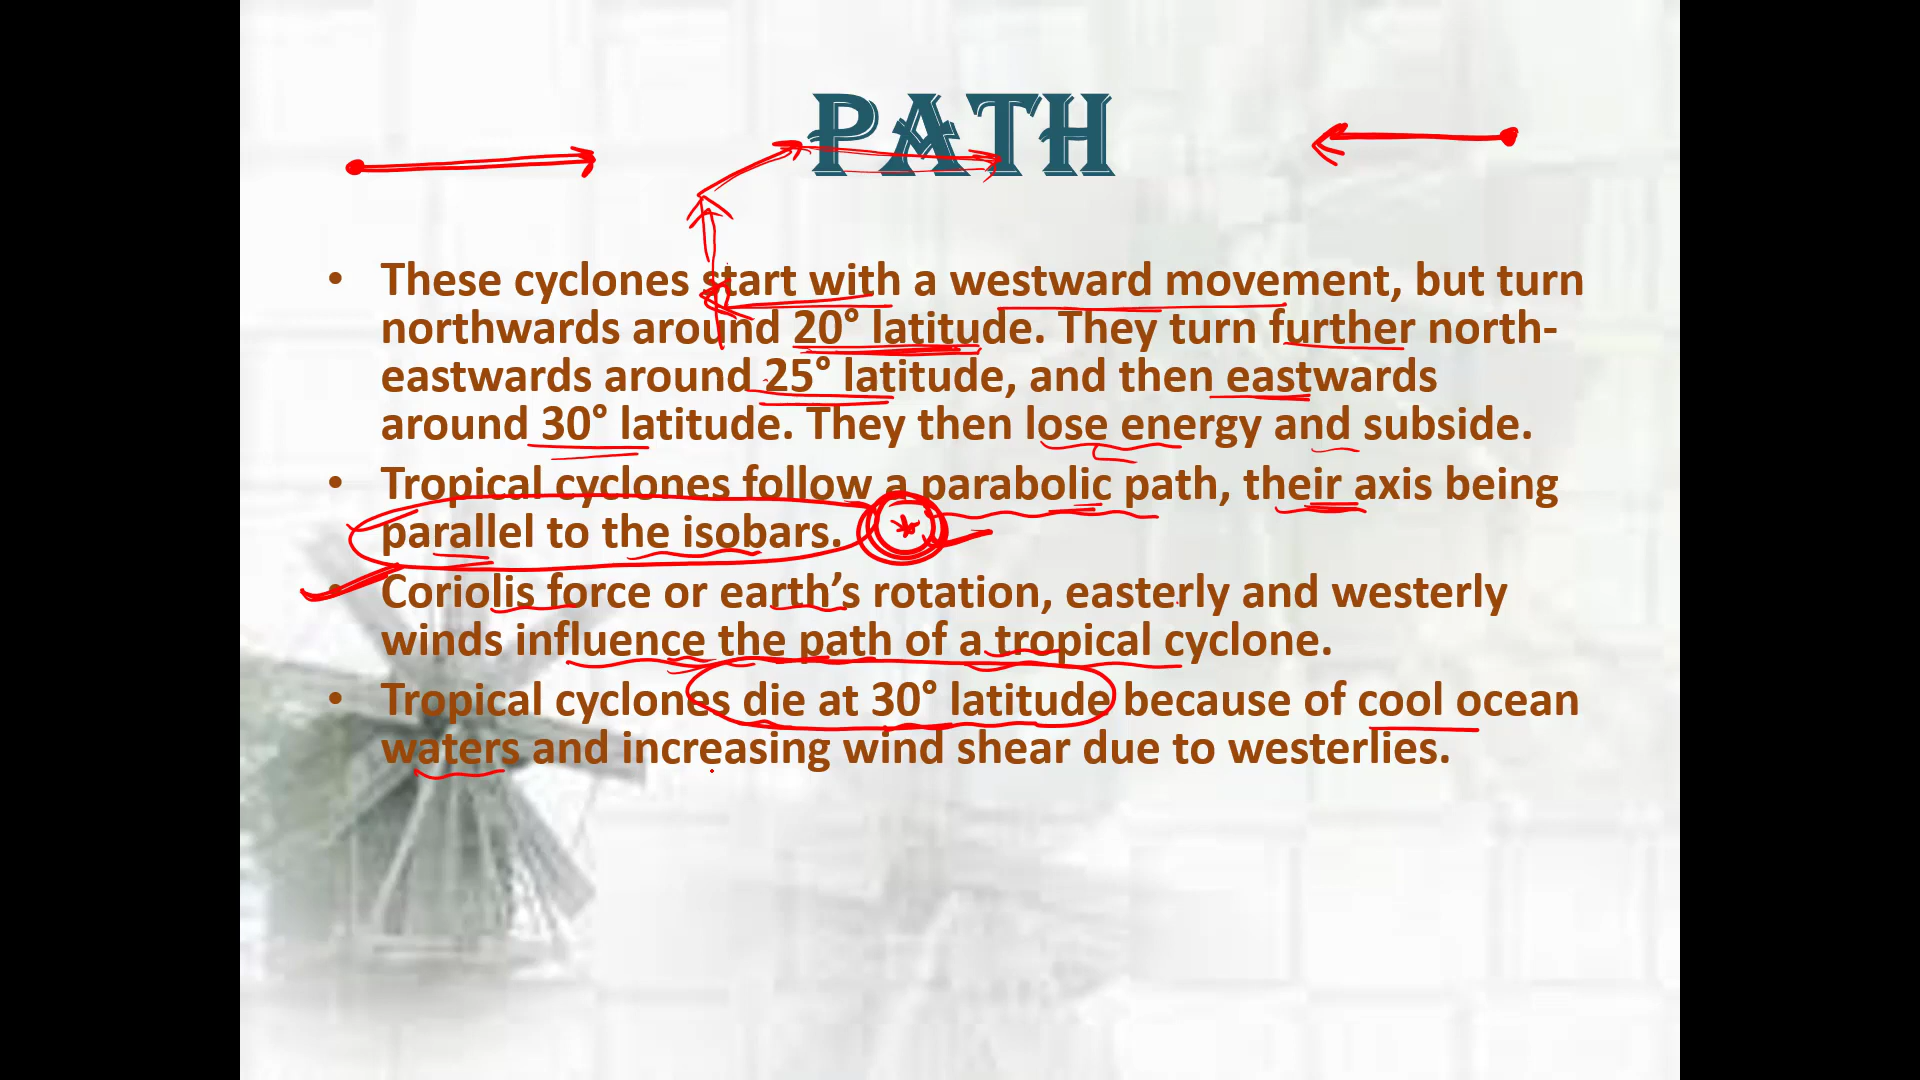 PATH
• These cyclones start with a westward movement, but turn
northwards around 20° latitude. They turn further north-
eastwards around 25° latitude, and then eastwards
around 30° latitude. They then lose energy and subside.
• Tropical cyclones follow a parabolic path, their axis being
parallel to the isobars.
• Coriolis force or earth’s rotation, easterly and westerly
winds influence the path of a tropical cyclone.
• Tropical cyclones die at 30° latitude because of cool ocean
waters and increasing wind shear due to westerlies.